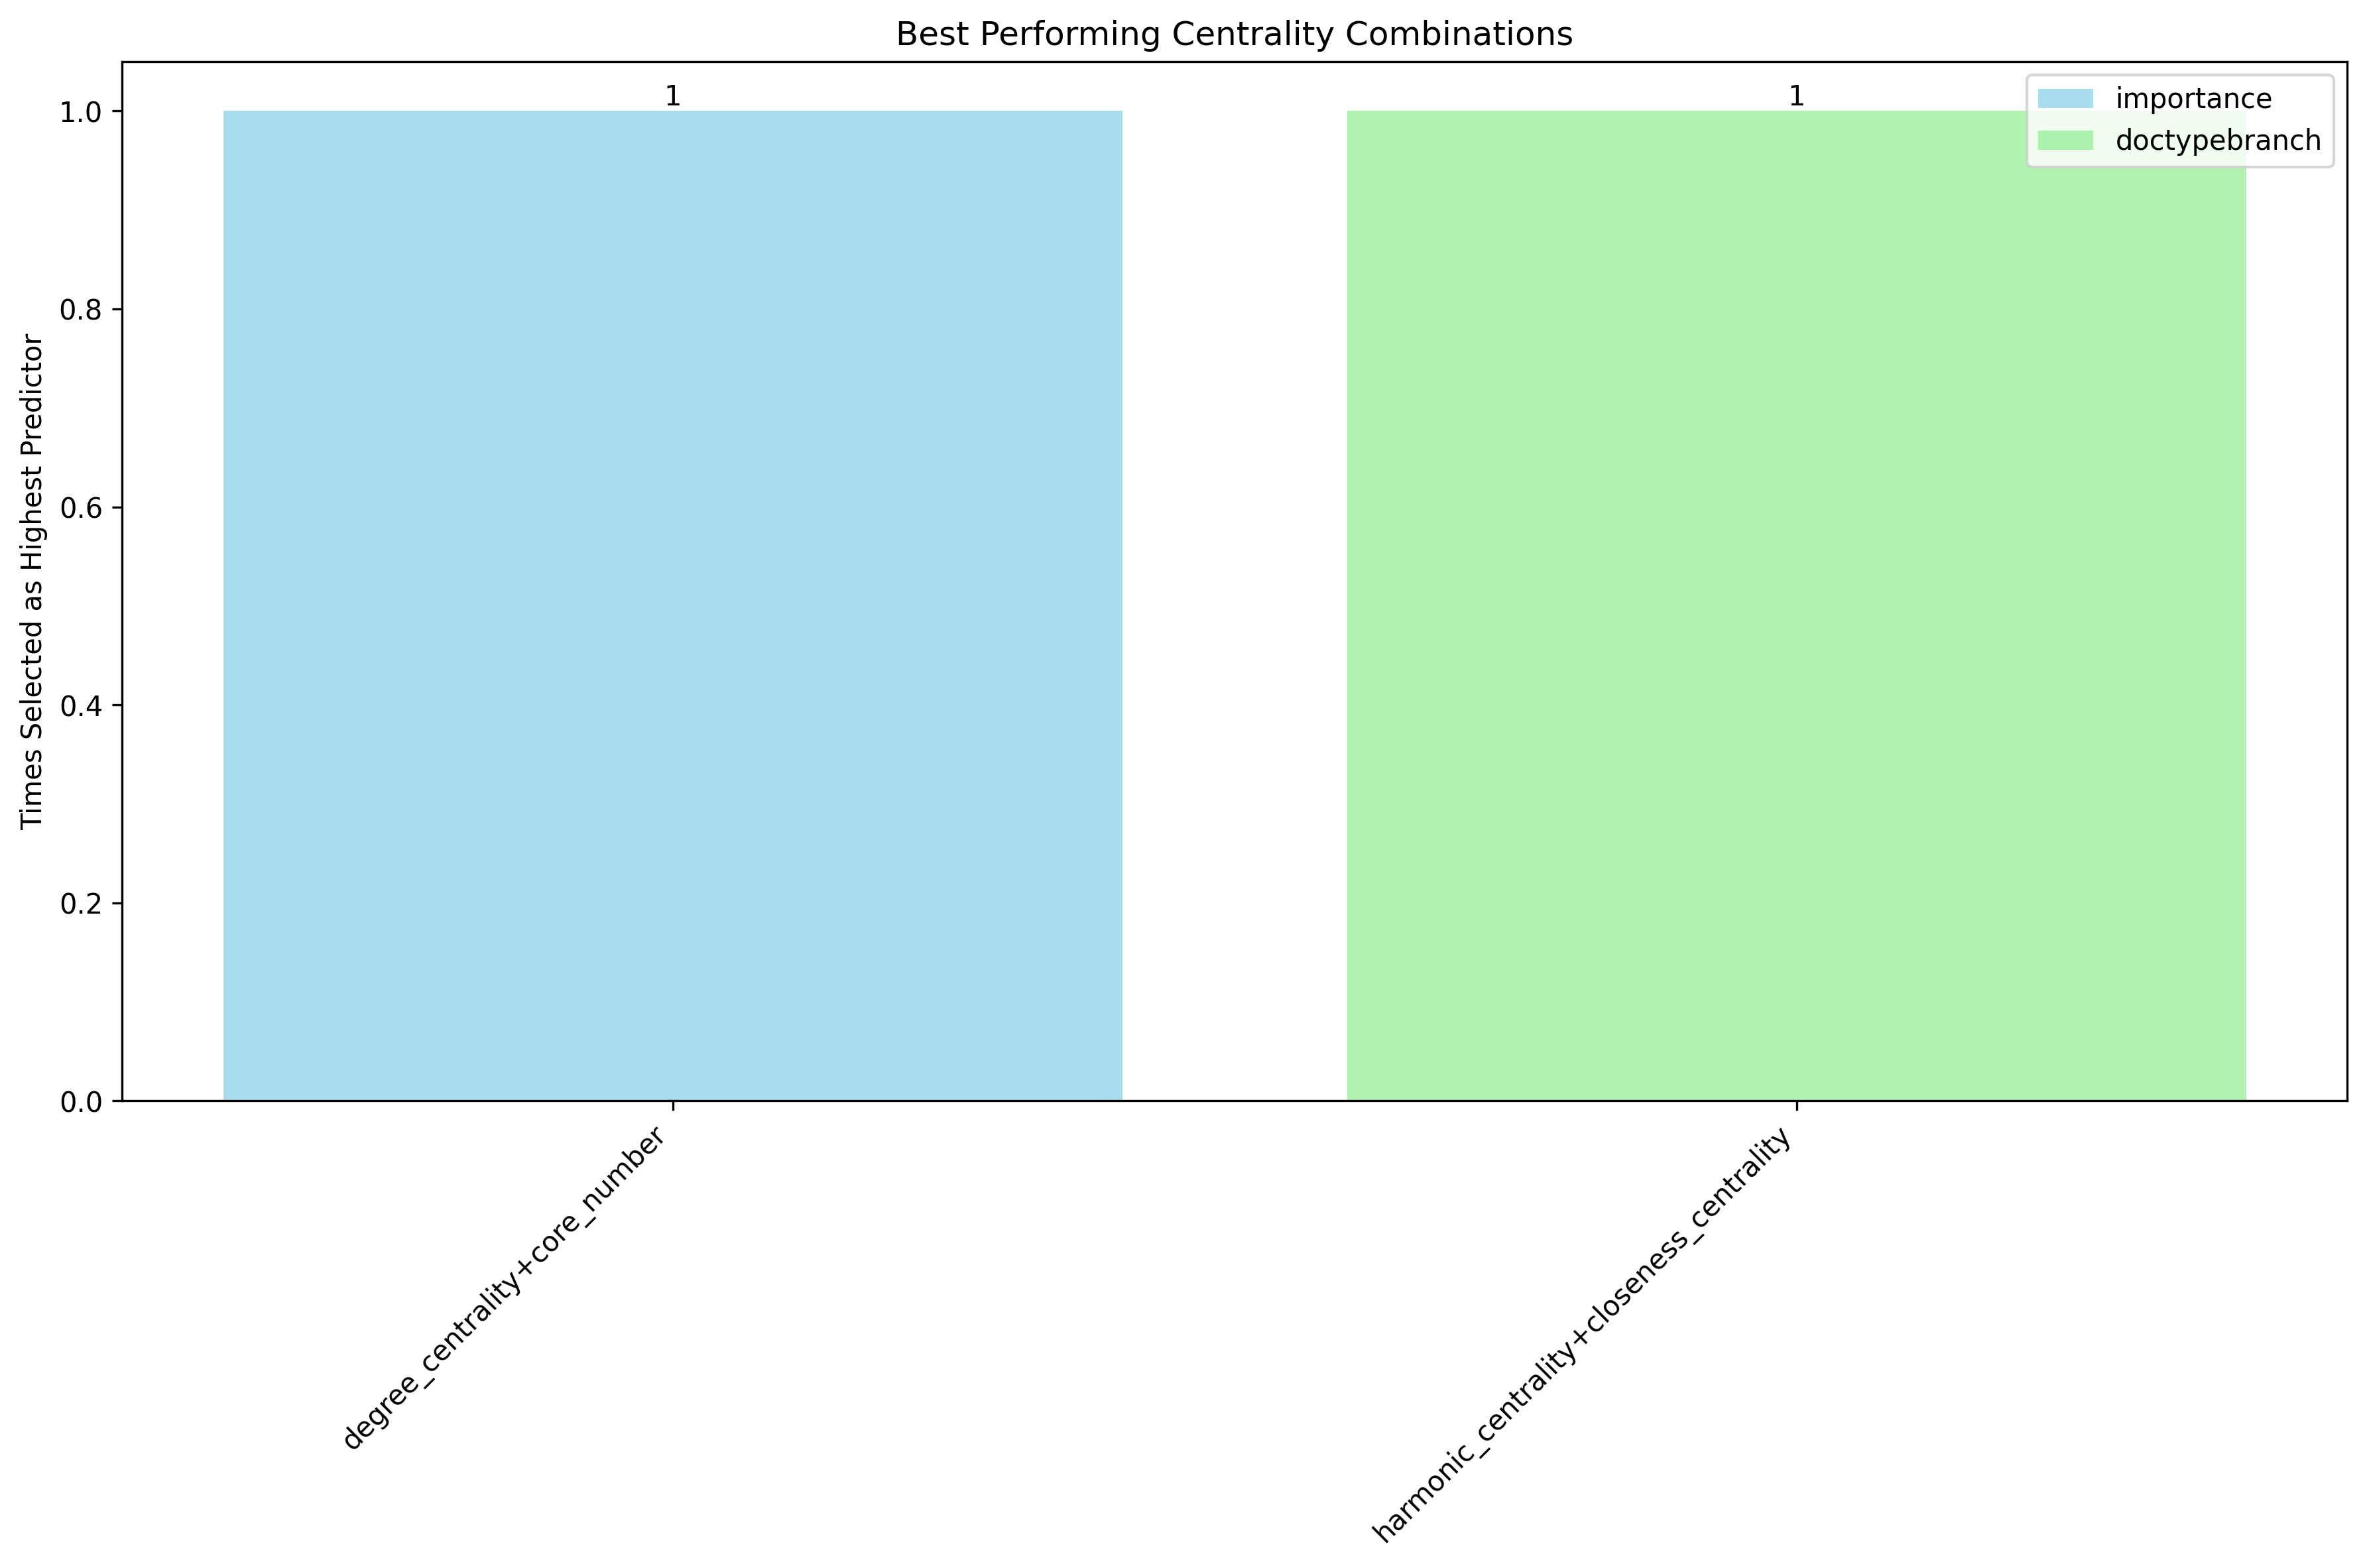 Best Performing Centrality Combinations
1
1
importance
doctypebranch
1.0
0.8
0.6
0.4
0.2
0.0
Times Selected as Highest Predictor
degree_centrality+core_number
harmonic_centrality+closeness_centrality